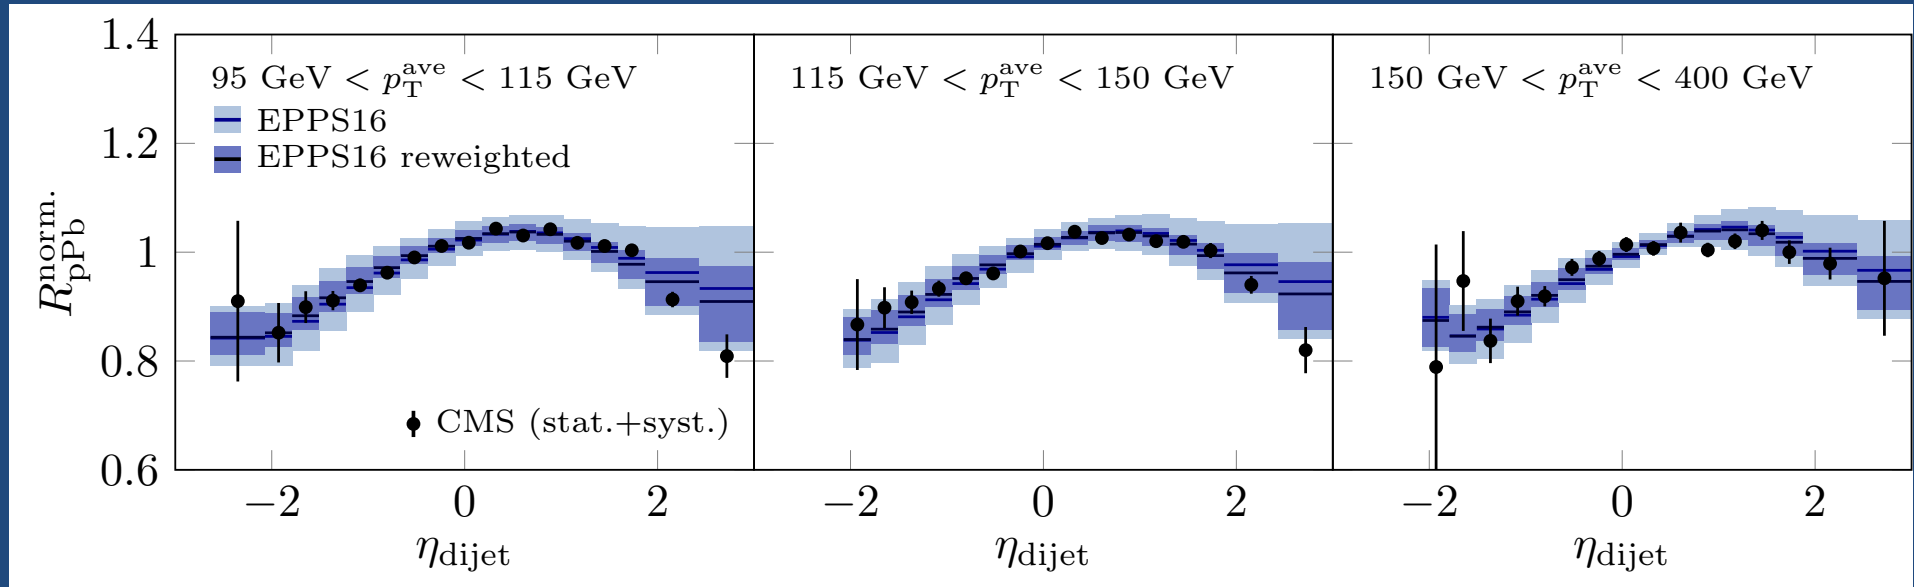 95 GeV < p_T^ave < 115 GeV
EPPS16
EPPS16 reweighted
CMS (stat.+syst.)
115 GeV < p_T^ave < 150 GeV
150 GeV < p_T^ave < 400 GeV
R_pPb^norm.
1.4
1.2
1
0.8
0.6
−2 0 2
−2 0 2
−2 0 2
η_dijet
η_dijet
η_dijet